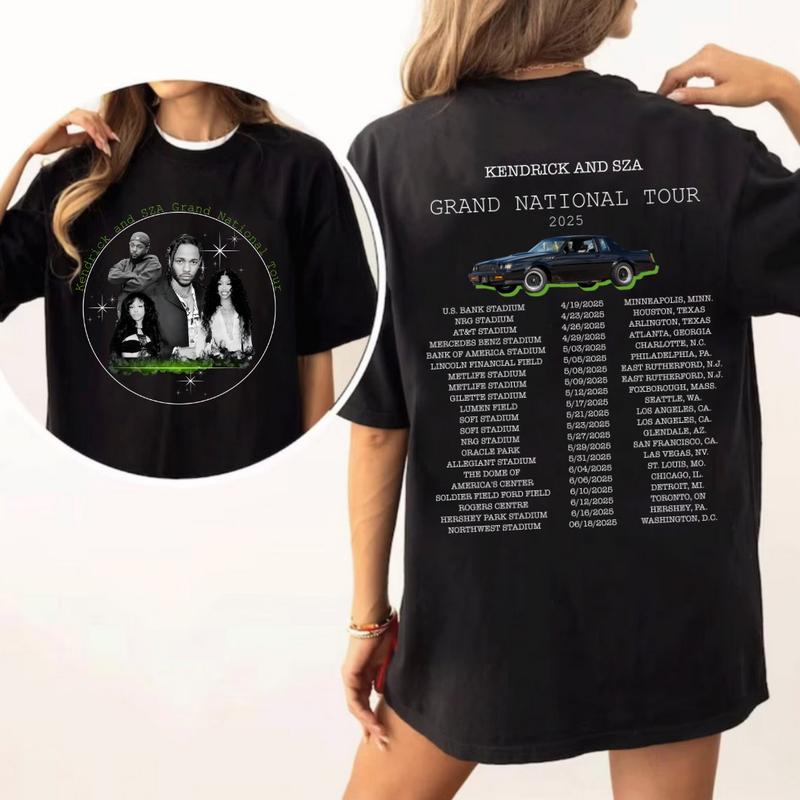 Kendrick and SZA Grand National Tour
KENDRICK AND SZA
GRAND NATIONAL TOUR
2025
U.S. BANK STADIUM 4/19/2025 MINNEAPOLIS, MINN.
NRG STADIUM 4/23/2025 HOUSTON, TEXAS
AT&T STADIUM 4/26/2025 ARLINGTON, TEXAS
MERCEDES BENZ STADIUM 4/29/2025 ATLANTA, GEORGIA
BANK OF AMERICA STADIUM 5/03/2025 CHARLOTTE, N.C.
LINCOLN FINANCIAL FIELD 5/05/2025 PHILADELPHIA, PA.
METLIFE STADIUM 5/08/2025 EAST RUTHERFORD, N.J.
METLIFE STADIUM 5/09/2025 EAST RUTHERFORD, N.J.
GILETTE STADIUM 5/12/2025 FOXBOROUGH, MASS.
LUMEN FIELD 5/17/2025 SEATTLE, WA.
SOFI STADIUM 5/21/2025 LOS ANGELES, CA.
SOFI STADIUM 5/23/2025 LOS ANGELES, CA.
NRG STADIUM 5/27/2025 GLENDALE, AZ.
ORACLE PARK 5/29/2025 SAN FRANCISCO, CA.
ALLEGIANT STADIUM 5/31/2025 LAS VEGAS, NV.
THE DOME OF 6/04/2025 ST. LOUIS, MO.
AMERICA'S CENTER 6/06/2025 CHICAGO, IL.
SOLDIER FIELD FORD FIELD 6/10/2025 DETROIT, MI.
ROGERS CENTRE 6/12/2025 TORONTO, ON
HERSHEY PARK STADIUM 6/16/2025 HERSHEY, PA.
NORTHWEST STADIUM 06/18/2025 WASHINGTON, D.C.